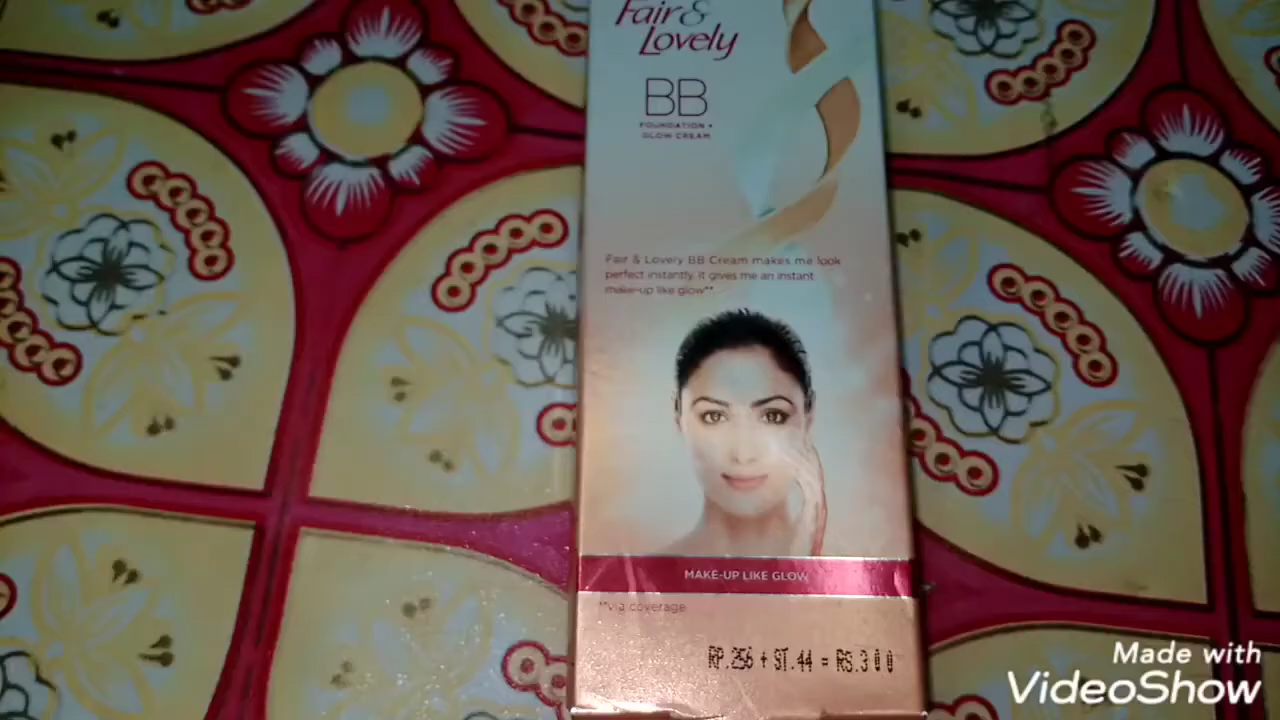 Fair &
Lovely
BB
FOUNDATION +
GLOW CREAM
Fair & Lovely BB Cream makes me look
perfect instantly, it gives me an instant
make-up like glow**
MAKE-UP LIKE GLOW
**via coverage
RP.256 + ST.44 = RS.300
Made with
VideoShow